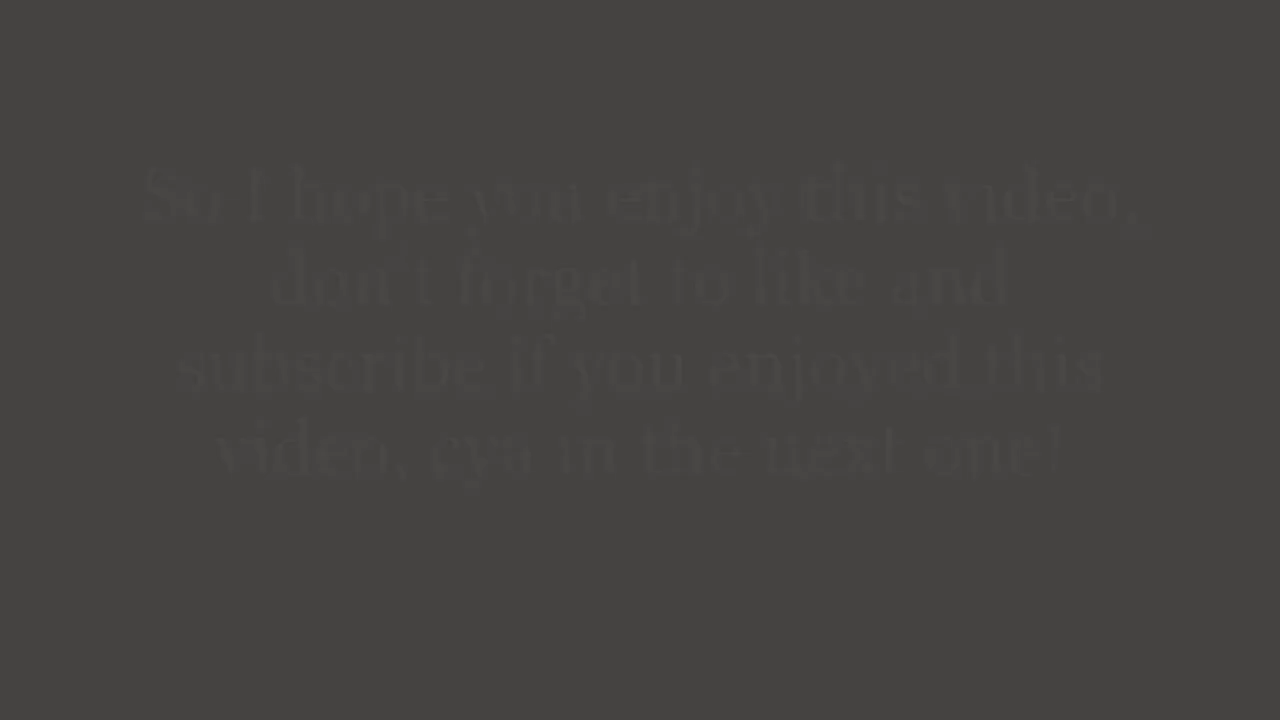 So I hope you enjoy this video,
don't forget to like and
subscribe if you enjoyed this
video, cya in the next one!